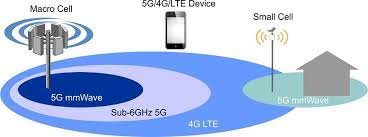 Macro Cell
5G/4G/LTE Device
Small Cell
5G mmWave
5G mmWave
Sub-6GHz 5G
4G LTE